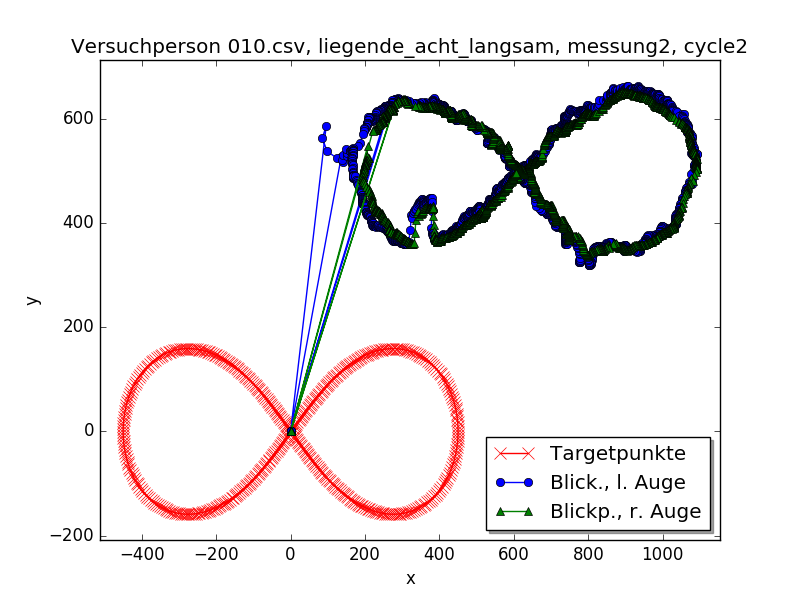 Versuchperson 010.csv, liegende_acht_langsam, messung2, cycle2
y
600
400
200
0
−200
−400
−200
0
200
400
600
800
1000
x
Targetpunkte
Blick., l. Auge
Blickp., r. Auge